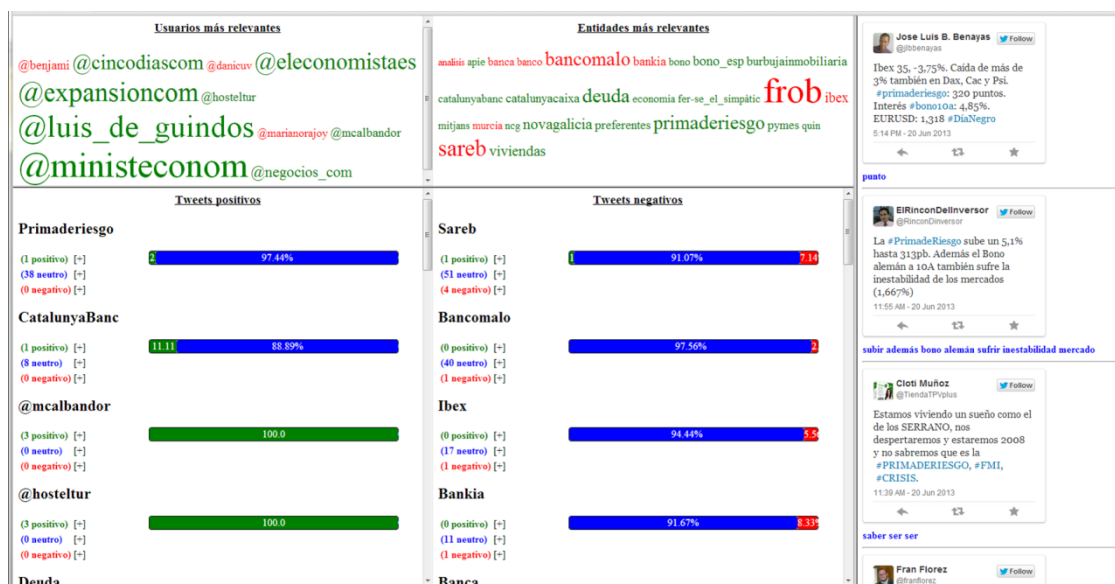 Usuarios más relevantes
@benjami @cincodiascom @danicuv @eleconomistaes
@expansioncom @hosteltur
@luis_de_guindos @marianorajoy @mcalbandor
@ministeconom @negocios_com
Entidades más relevantes
analisis apie banca banco bancomalo bankia bono bono_esp burbujainmobiliaria
catalunyabanc catalunyacaixa deuda economia fer-se_el_simpàtic frob ibex
mitjans murcia ncg novagalicia preferentes primaderiesgo pymes quin
sareb viviendas
Tweets positivos
Primaderiesgo
(1 positivo) [+]
2 97.44%
(38 neutro) [+]
(0 negativo) [+]
CatalunyaBanc
(1 positivo) [+]
11.11 88.89%
(8 neutro) [+]
(0 negativo) [+]
@mcalbandor
(3 positivo) [+]
100.0
(0 neutro) [+]
(0 negativo) [+]
@hosteltur
(3 positivo) [+]
100.0
(0 neutro) [+]
(0 negativo) [+]
Deuda
Tweets negativos
Sareb
(1 positivo) [+]
1 91.07% 7.14
(51 neutro) [+]
(4 negativo) [+]
Bancomalo
(0 positivo) [+]
97.56% 2
(40 neutro) [+]
(1 negativo) [+]
Ibex
(0 positivo) [+]
94.44% 5.5
(17 neutro) [+]
(1 negativo) [+]
Bankia
(0 positivo) [+]
91.67% 8.33
(11 neutro) [+]
(1 negativo) [+]
Banca
Jose Luis B. Benayas Follow
@jlbbenayas
Ibex 35, -3,75%. Caída de más de
3% también en Dax, Cac y Psi.
#primaderiesgo: 320 puntos.
Interés #bono10a: 4,85%.
EURUSD: 1,318 #DíaNegro
5:14 PM - 20 Jun 2013
punto
ElRinconDelInversor Follow
@RinconDinversor
La #PrimadeRiesgo sube un 5,1%
hasta 313pb. Además el Bono
alemán a 10A también sufre la
inestabilidad de los mercados
(1,667%)
11:55 AM - 20 Jun 2013
subir además bono alemán sufrir inestabilidad mercado
Cloti Muñoz Follow
@TiendaTPVplus
Estamos viviendo un sueño como el
de los SERRANO, nos
despertaremos y estaremos 2008
y no sabremos que es la
#PRIMADERIESGO, #FMI,
#CRISIS.
11:39 AM - 20 Jun 2013
saber ser ser
Fran Florez Follow
@franflorez